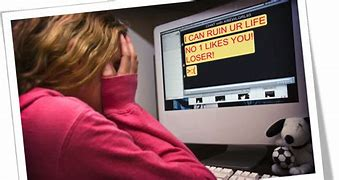 I CAN RUIN UR LIFE
NO 1 LIKES YOU!
LOSER!
>:(